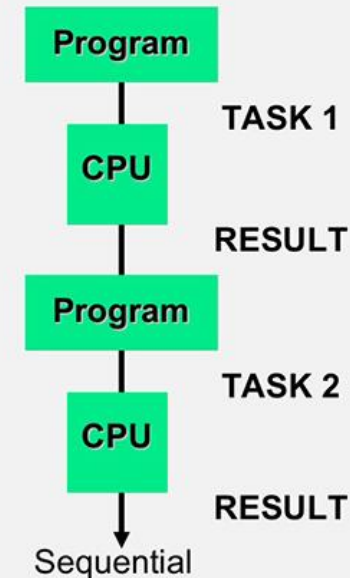 Program
TASK 1
CPU
RESULT
Program
TASK 2
CPU
RESULT
Sequential